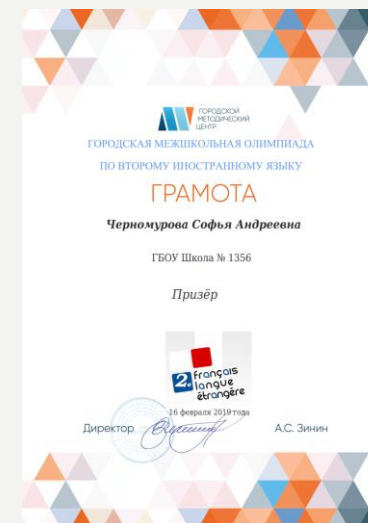 ГОРОДСКОЙ
МЕТОДИЧЕСКИЙ
ЦЕНТР
ГОРОДСКАЯ МЕЖШКОЛЬНАЯ ОЛИМПИАДА
ПО ВТОРОМУ ИНОСТРАННОМУ ЯЗЫКУ
ГРАМОТА
Черномурова Софья Андреевна
ГБОУ Школа № 1356
Призёр
2e français
langue
étrangère
16 февраля 2019 года
Директор А.С. Зинин